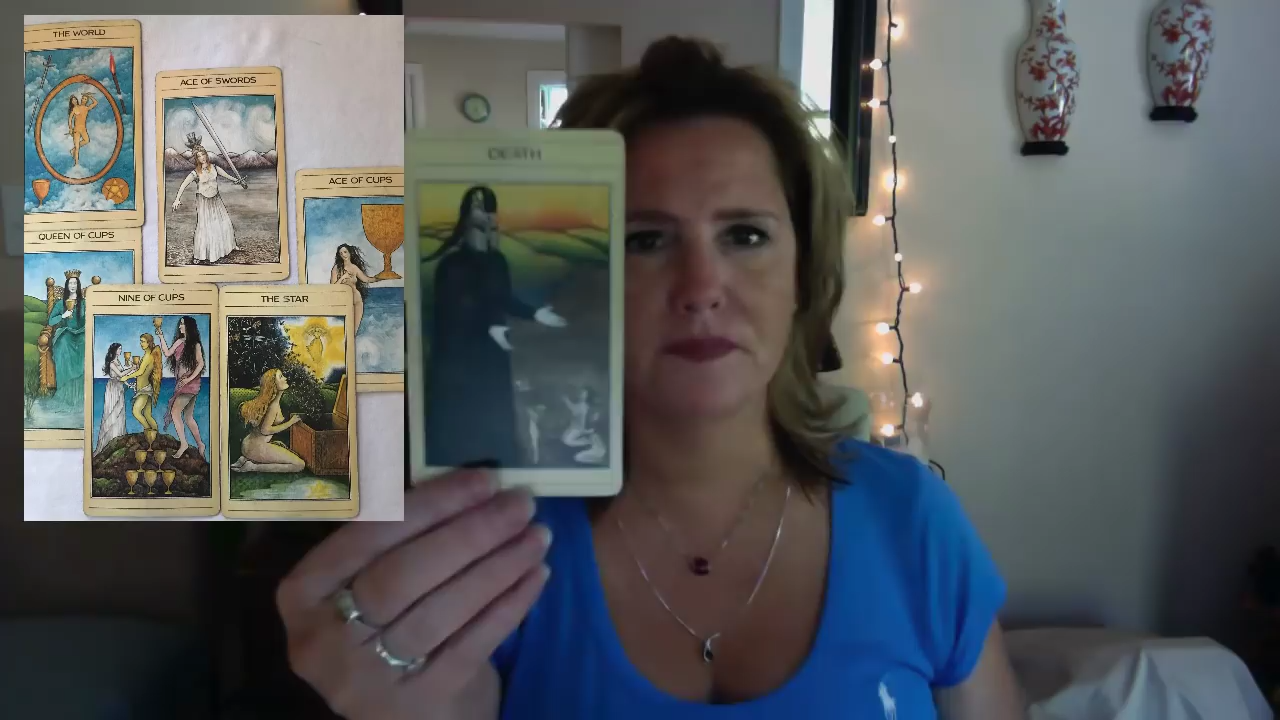 THE WORLD
ACE OF SWORDS
ACE OF CUPS
QUEEN OF CUPS
NINE OF CUPS
THE STAR
DEATH